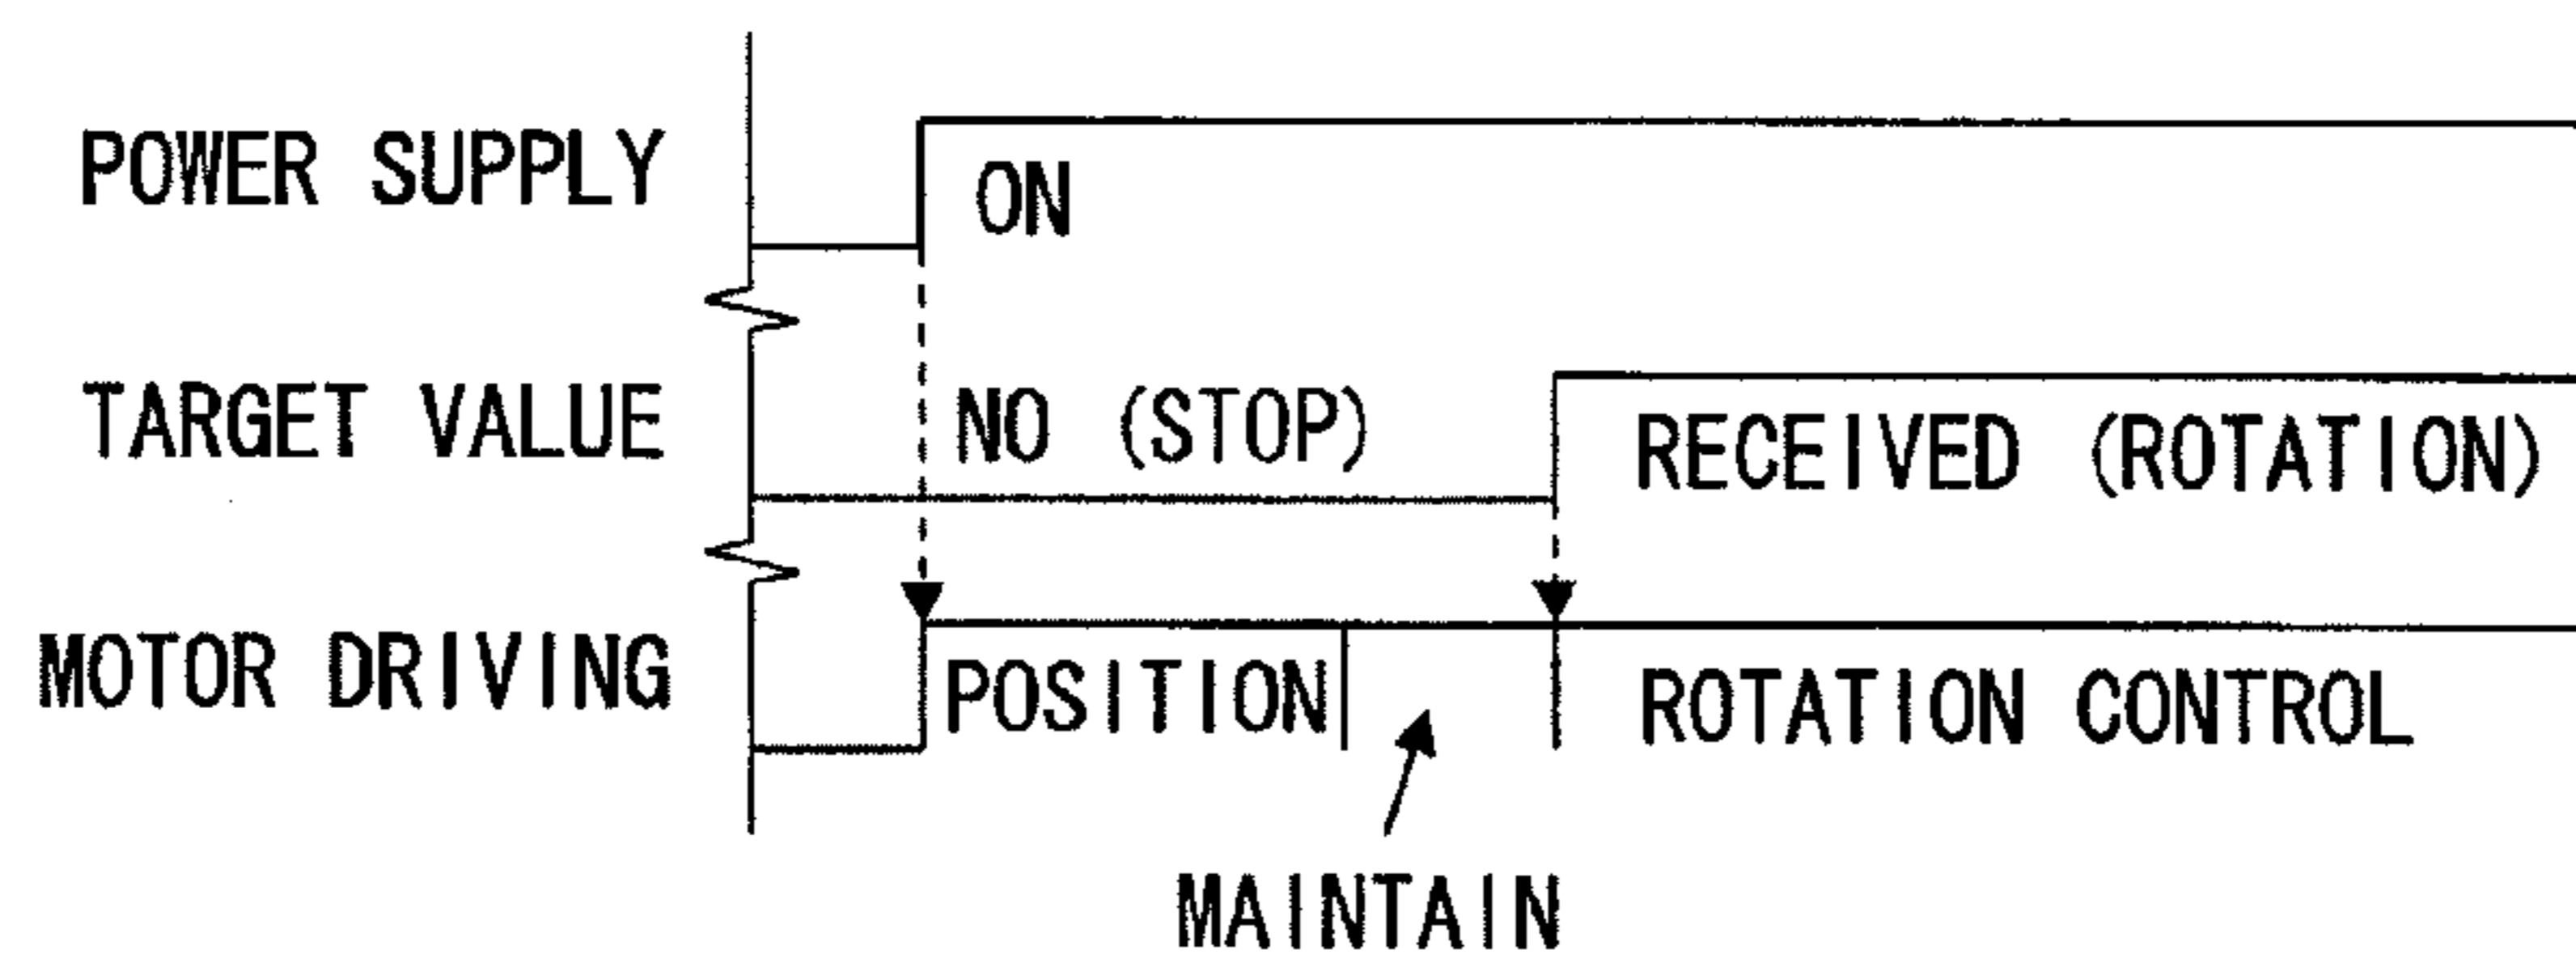 POWER SUPPLY
ON
TARGET VALUE
NO (STOP)
RECEIVED (ROTATION)
MOTOR DRIVING
POSITION
ROTATION CONTROL
MAINTAIN